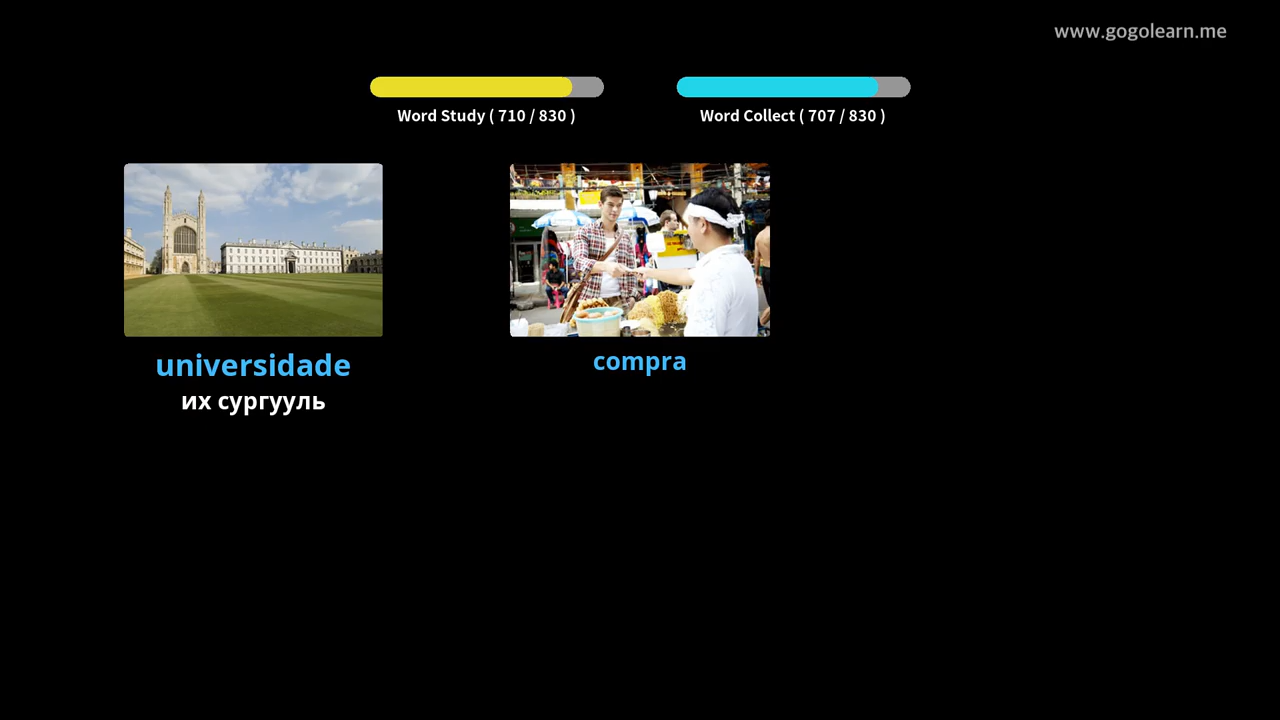 www.gogolearn.me
Word Study ( 710 / 830 )
Word Collect ( 707 / 830 )
universidade
их сургууль
compra